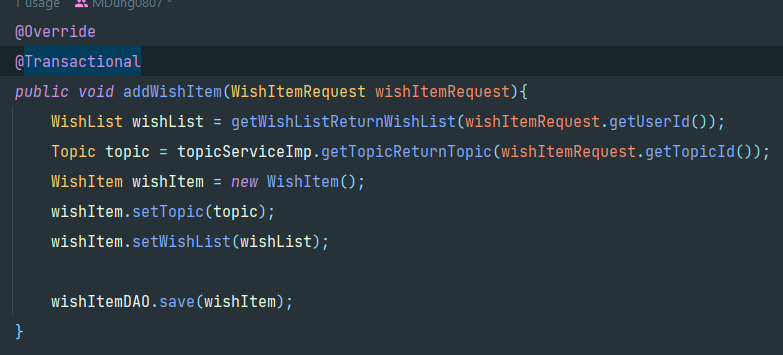 1 usage MDung0807 *
@Override
@Transactional
public void addWishItem(WishItemRequest wishItemRequest){
WishList wishList = getWishListReturnWishList(wishItemRequest.getUserId());
Topic topic = topicServiceImp.getTopicReturnTopic(wishItemRequest.getTopicId());
WishItem wishItem = new WishItem();
wishItem.setTopic(topic);
wishItem.setWishList(wishList);
wishItemDAO.save(wishItem);
}